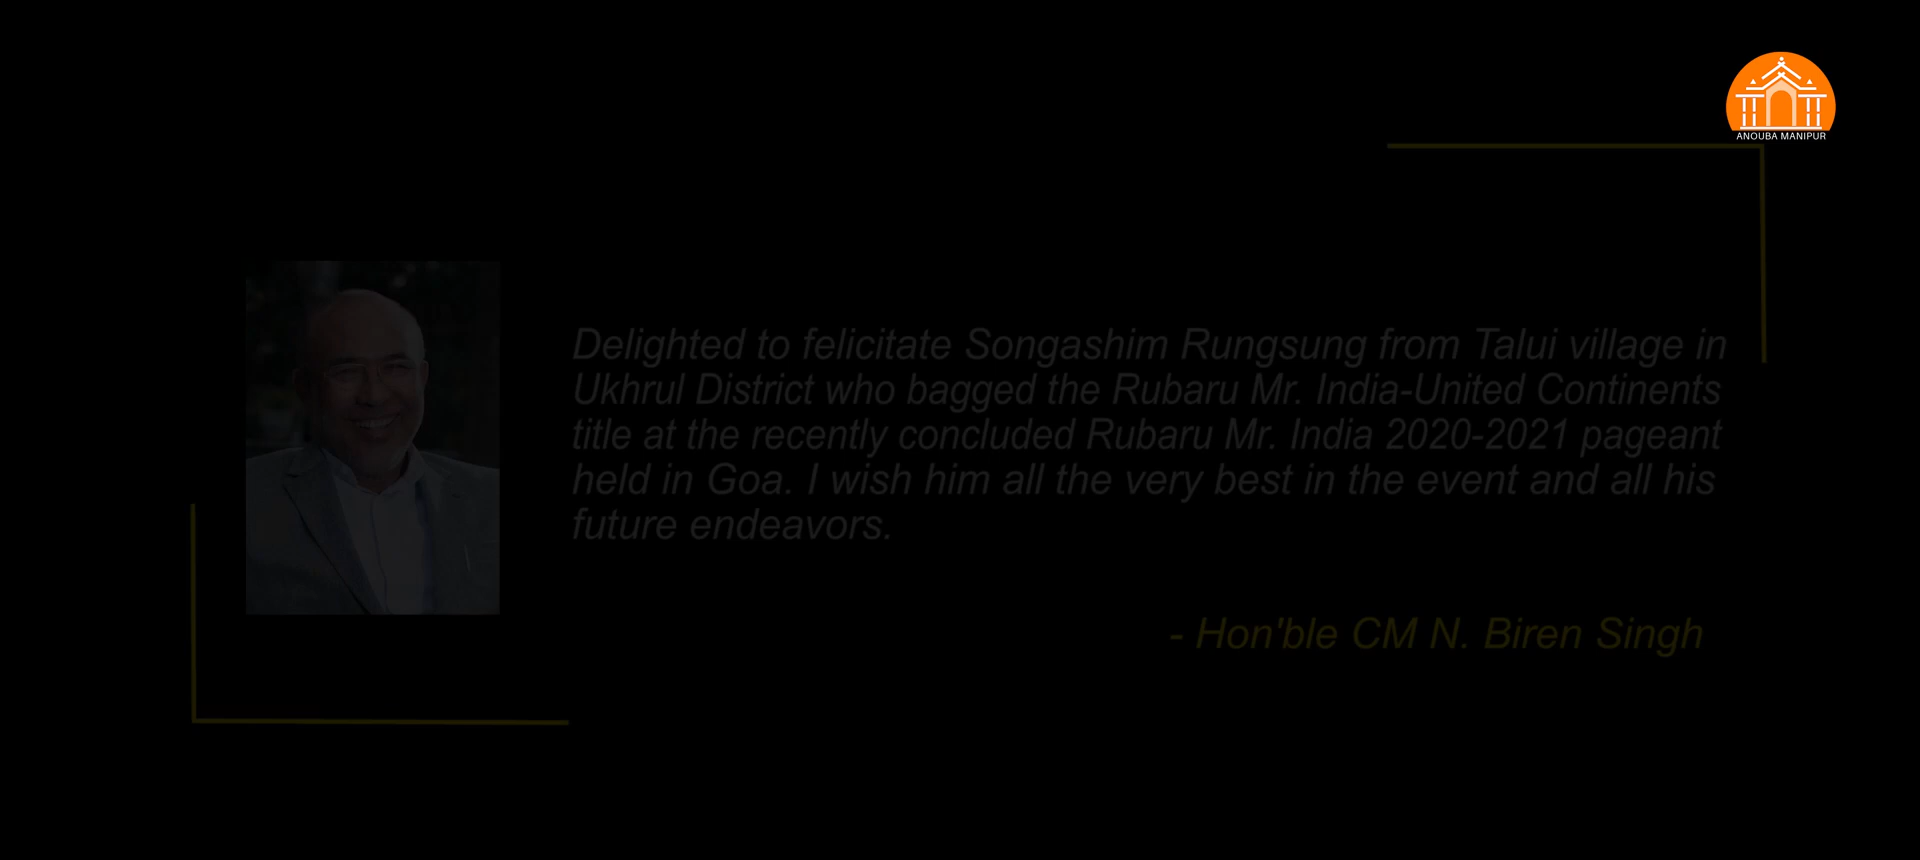 ANOUBA MANIPUR
Delighted to felicitate Songashim Rungsung from Talui village in
Ukhrul District who bagged the Rubaru Mr. India-United Continents
title at the recently concluded Rubaru Mr. India 2020-2021 pageant
held in Goa. I wish him all the very best in the event and all his
future endeavors.
- Hon'ble CM N. Biren Singh